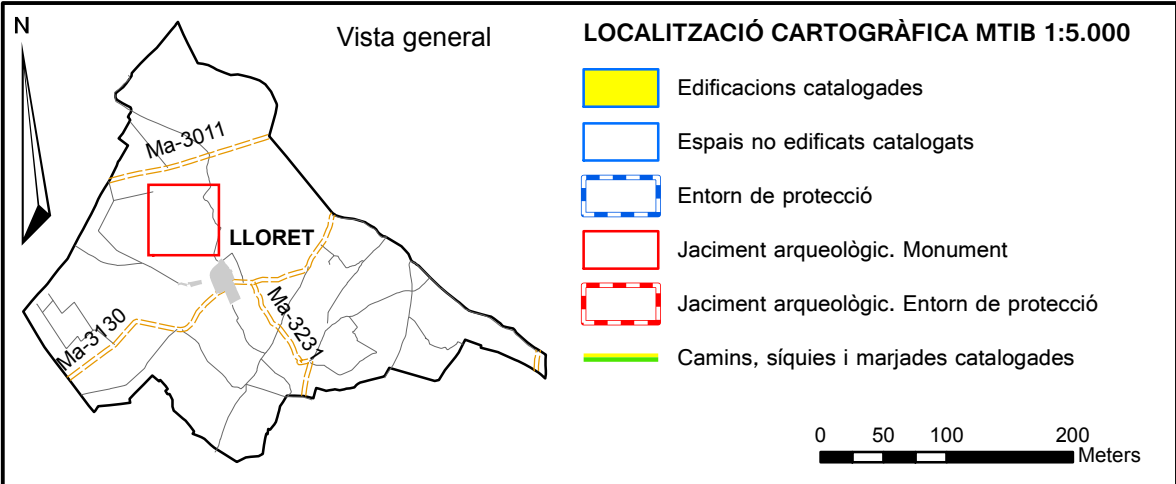 N
Vista general
Ma-3011
LLORET
Ma-3130
Ma-3231
LOCALITZACIÓ CARTOGRÀFICA MTIB 1:5.000
Edificacions catalogades
Espais no edificats catalogats
Entorn de protecció
Jaciment arqueològic. Monument
Jaciment arqueològic. Entorn de protecció
Camins, síquies i marjades catalogades
0 50 100 200
Meters